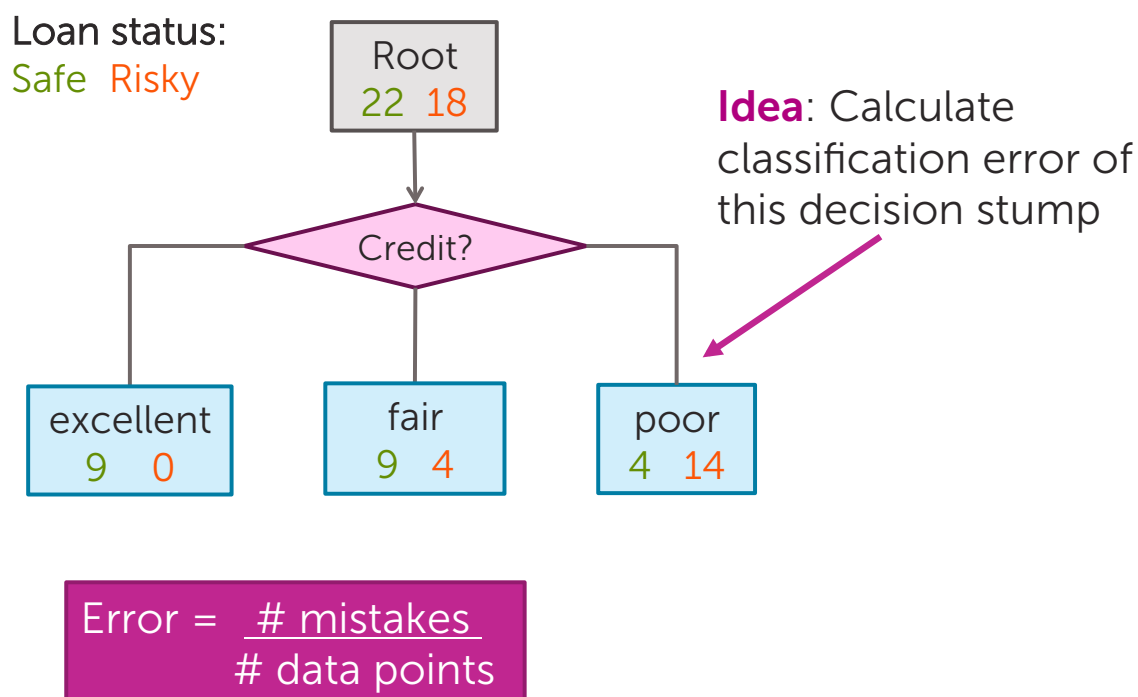 Loan status:
Safe Risky
Root
22 18
Idea: Calculate
classification error of
this decision stump
Credit?
excellent
9 0
fair
9 4
poor
4 14
Error = # mistakes
# data points